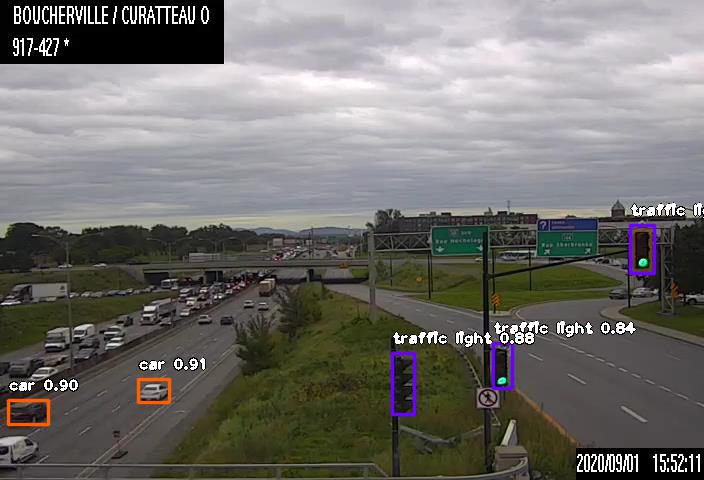 BOUCHERVILLE / CURATTEAU O
917-427 *
traffic li
Rue Hochelaga
Rue Sherbrooke
traffic light 0.84
traffic light 0.88
car 0.91
car 0.90
2020/09/01 15:52:11